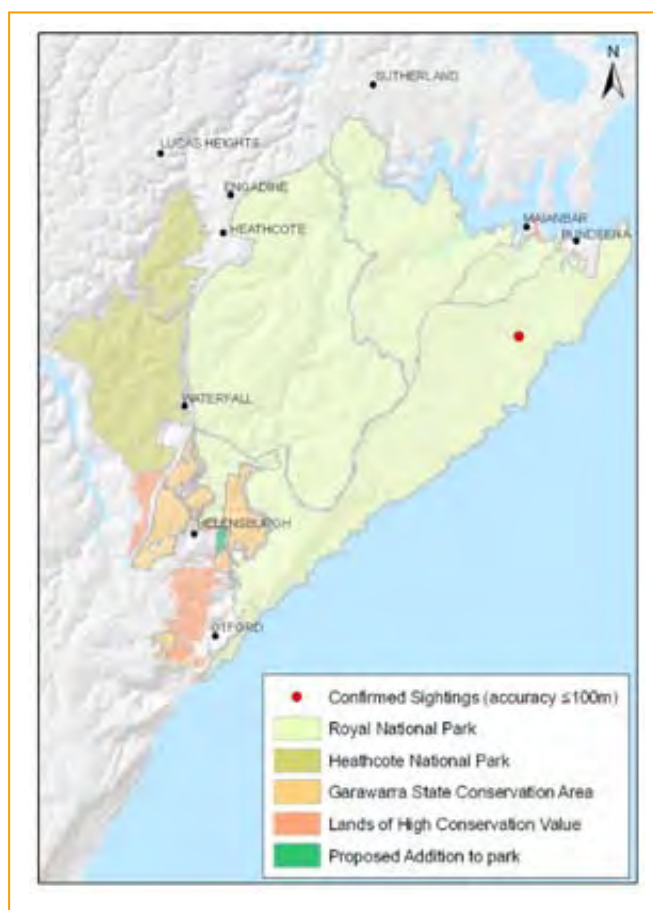 N
SUTHERLAND
LUCAS HEIGHTS
ENGADINE
HEATHCOTE
MAIANBAR
BUNDEENA
WATERFALL
HELENSBURGH
OTFORD
Confirmed Sightings (accuracy ≤100m)
Royal National Park
Heathcote National Park
Garawarra State Conservation Area
Lands of High Conservation Value
Proposed Addition to park